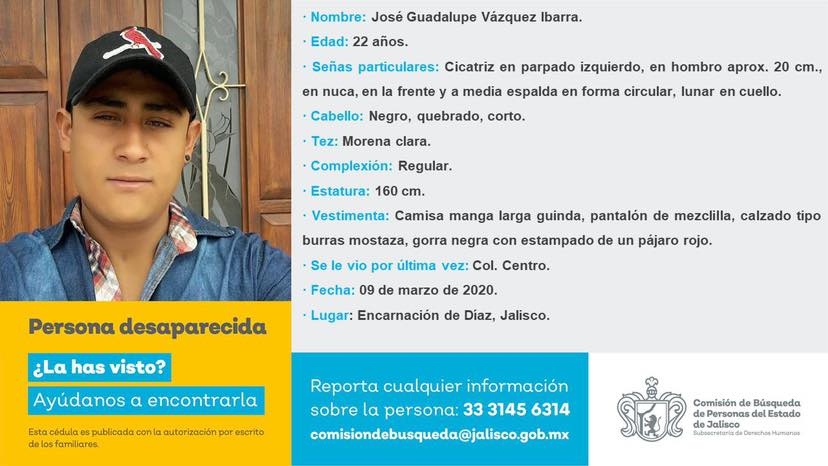 · Nombre: José Guadalupe Vázquez Ibarra.
· Edad: 22 años.
· Señas particulares: Cicatriz en parpado izquierdo, en hombro aprox. 20 cm.,
en nuca, en la frente y a media espalda en forma circular, lunar en cuello.
· Cabello: Negro, quebrado, corto.
· Tez: Morena clara.
· Complexión: Regular.
· Estatura: 160 cm.
· Vestimenta: Camisa manga larga guinda, pantalón de mezclilla, calzado tipo
burras mostaza, gorra negra con estampado de un pájaro rojo.
· Se le vio por última vez: Col. Centro.
· Fecha: 09 de marzo de 2020.
· Lugar: Encarnación de Díaz, Jalisco.
Persona desaparecida
¿La has visto?
Ayúdanos a encontrarla
Esta cédula es publicada con la autorización por escrito
de los familiares.
Reporta cualquier información
sobre la persona: 33 3145 6314
comisiondebusqueda@jalisco.gob.mx
Comisión de Búsqueda
de Personas del Estado
de Jalisco
Subsecretaría de Derechos Humanos